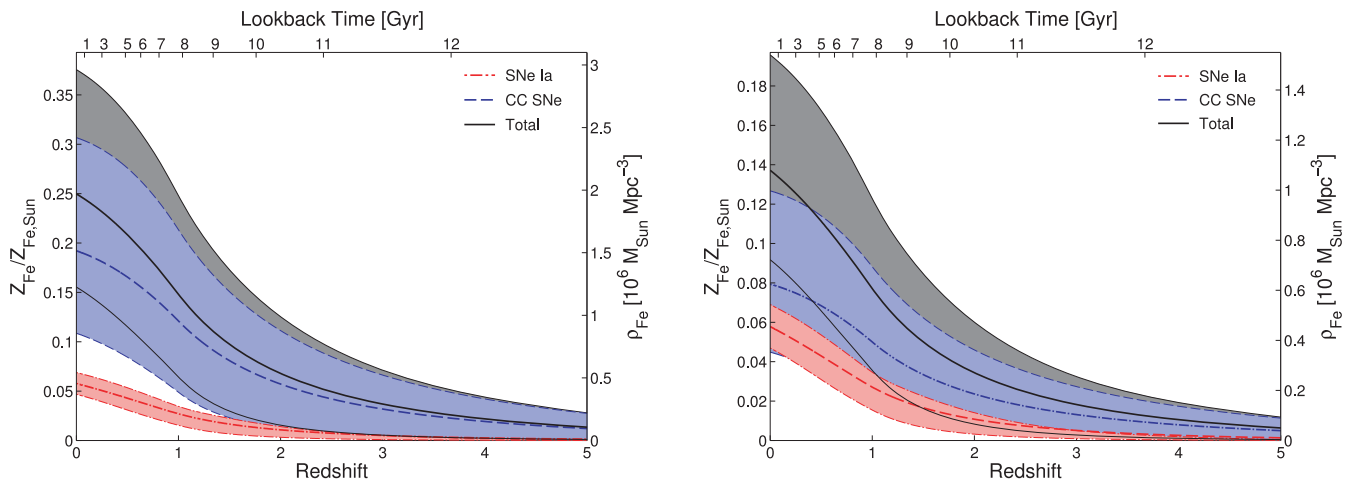 Lookback Time [Gyr]
1 3 5 6 7 8 9 10 11 12
SNe Ia
CC SNe
Total
Z_Fe/Z_Fe,Sun
0.35
0.3
0.25
0.2
0.15
0.1
0.05
0
3
2.5
2
1.5
1
0.5
0
ρ_Fe [10^6 M_Sun Mpc^−3]
0 1 2 3 4 5
Redshift
Lookback Time [Gyr]
1 3 5 6 7 8 9 10 11 12
SNe Ia
CC SNe
Total
Z_Fe/Z_Fe,Sun
0.18
0.16
0.14
0.12
0.1
0.08
0.06
0.04
0.02
0
1.4
1.2
1
0.8
0.6
0.4
0.2
0
ρ_Fe [10^6 M_Sun Mpc^−3]
0 1 2 3 4 5
Redshift